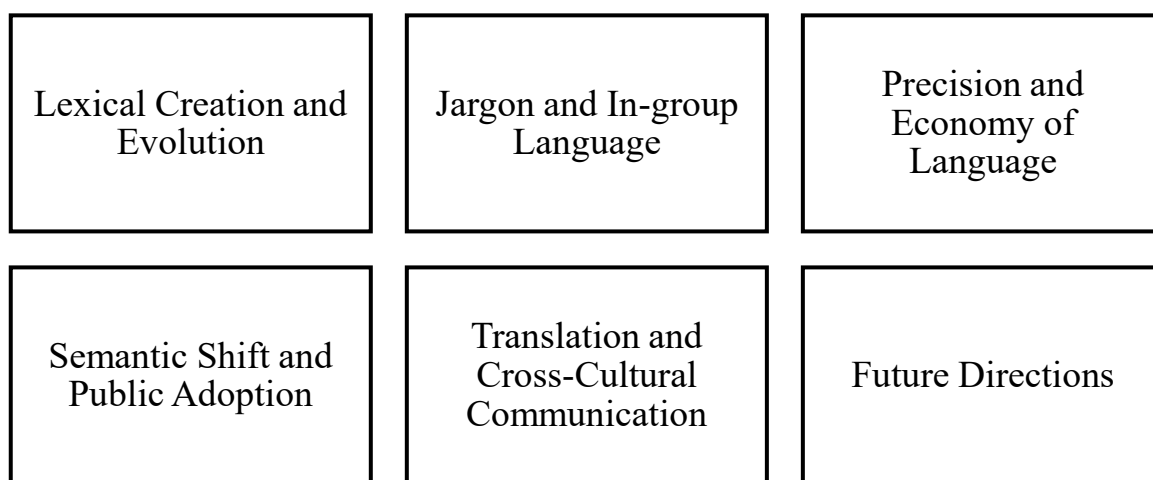 Lexical Creation and
Evolution
Jargon and In-group
Language
Precision and
Economy of
Language
Semantic Shift and
Public Adoption
Translation and
Cross-Cultural
Communication
Future Directions